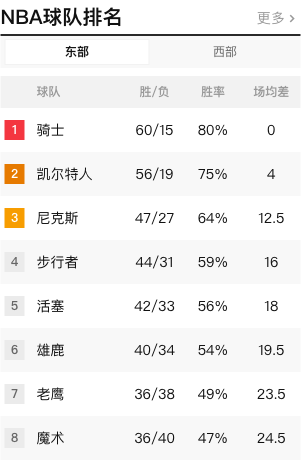 NBA球队排名 更多 >
东部 西部
球队 胜/负 胜率 场均差
1 骑士 60/15 80% 0
2 凯尔特人 56/19 75% 4
3 尼克斯 47/27 64% 12.5
4 步行者 44/31 59% 16
5 活塞 42/33 56% 18
6 雄鹿 40/34 54% 19.5
7 老鹰 36/38 49% 23.5
8 魔术 36/40 47% 24.5